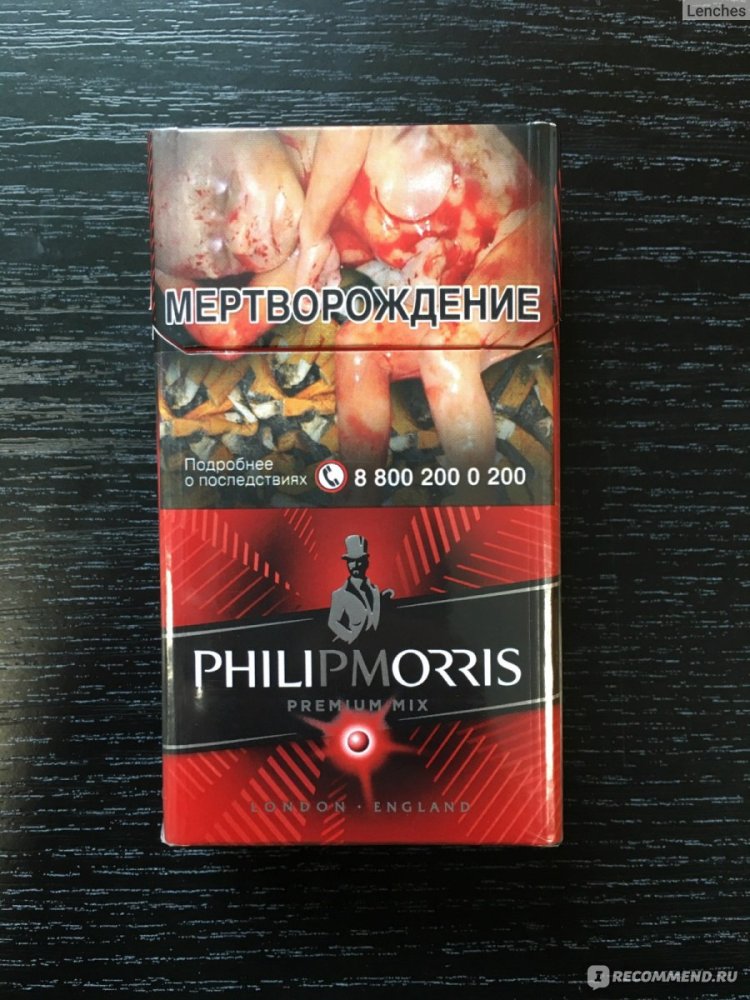 Lenches
МЕРТВОРОЖДЕНИЕ
Подробнее
о последствиях 8 800 200 0 200
PHILIPMORRIS
PREMIUM MIX
LONDON · ENGLAND
I RECOMMEND.RU